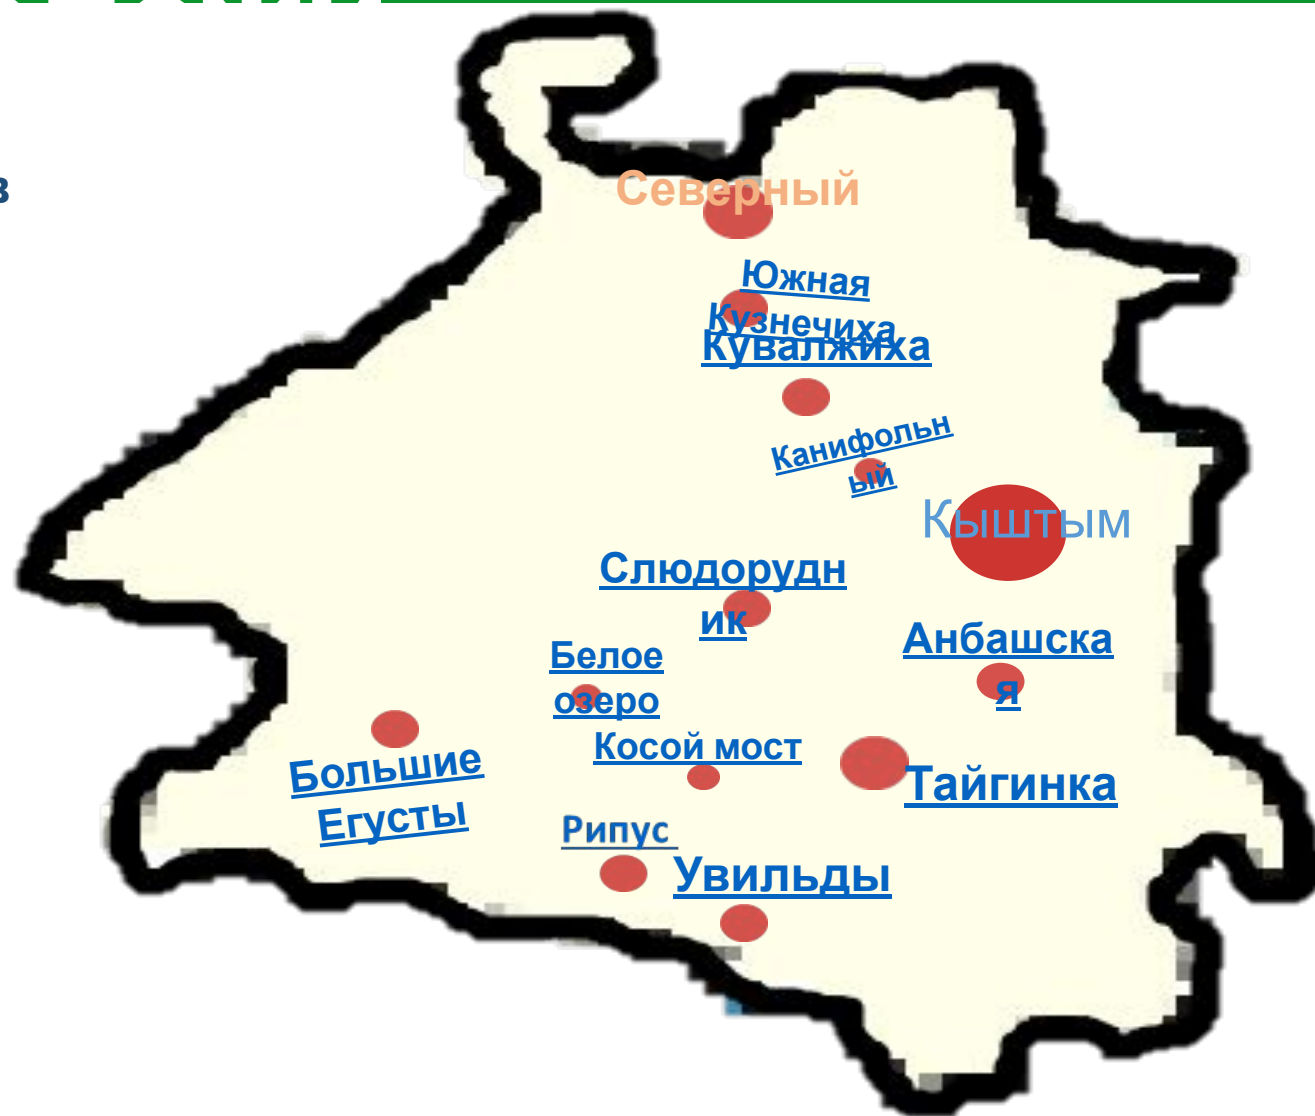 в
Северный
Южная
Кузнечиха
Кувалжиха
Канифольн
ый
Кыштым
Слюдорудн
ик
Анбашска
я
Белое
озеро
Косой мост
Большие
Егусты
Тайгинка
Рипус
Увильды